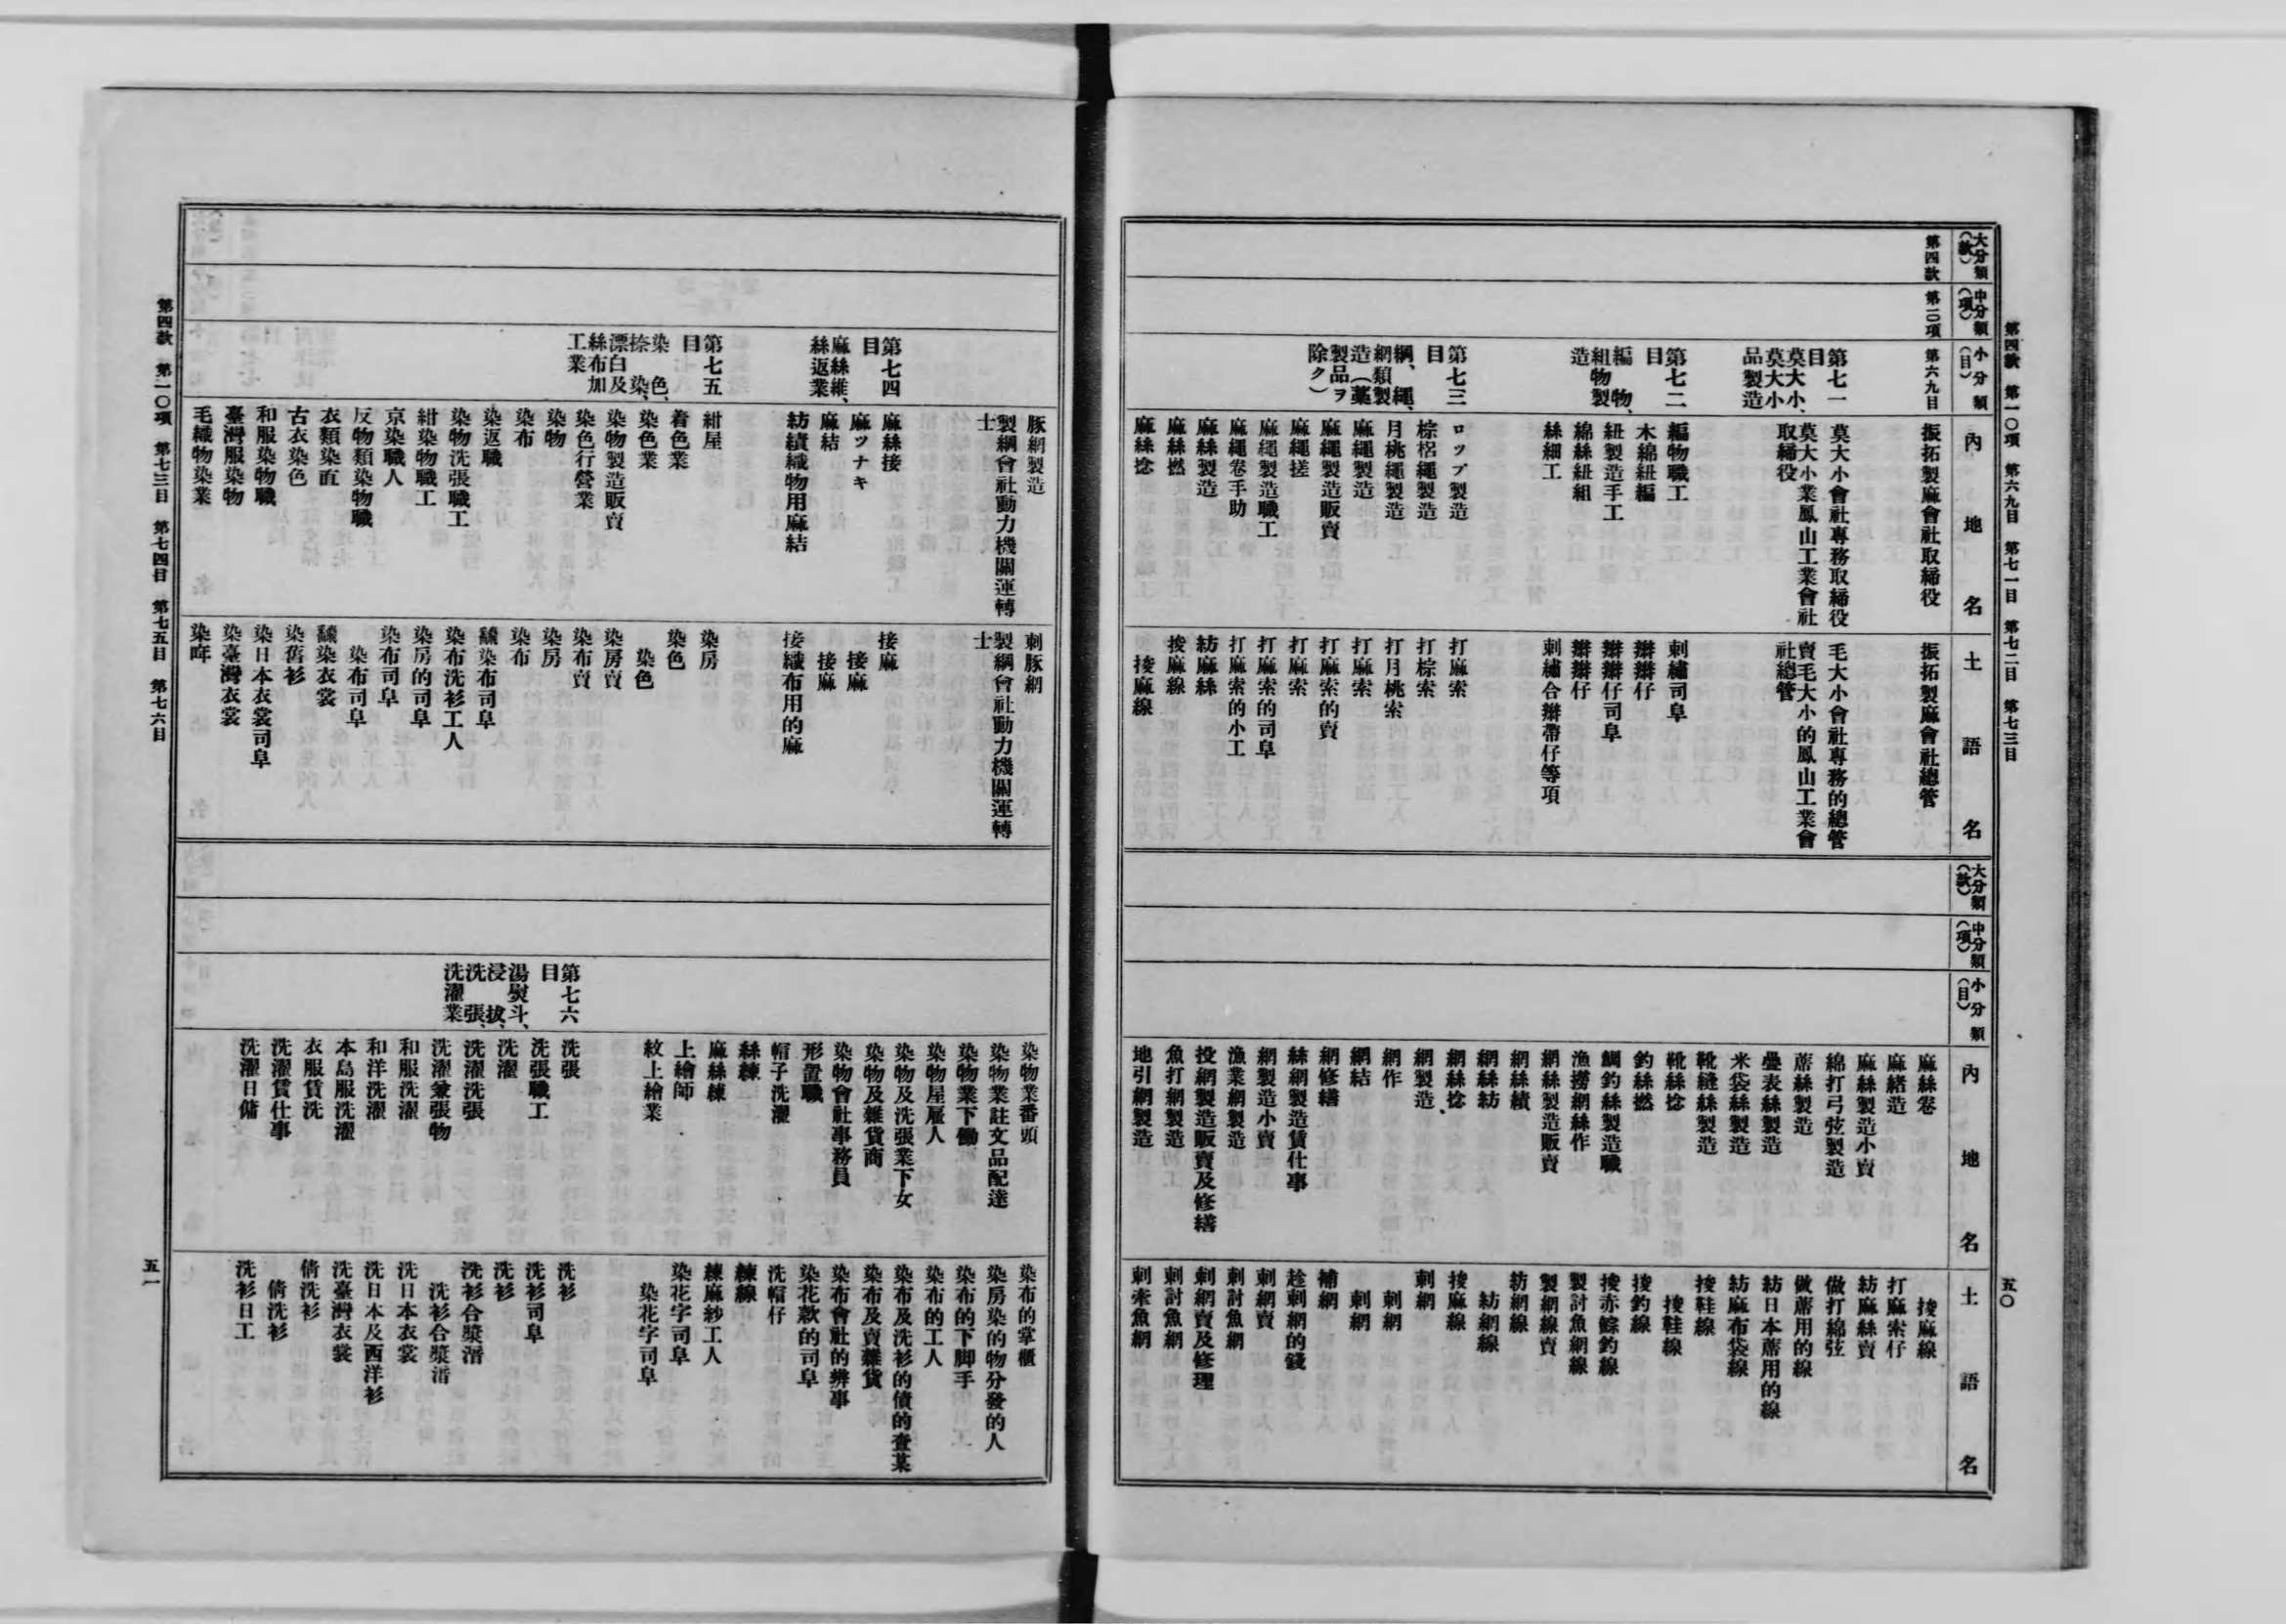 第四款 第一〇項 第六九目 第七一目 第七二目 第七三目
五〇
大分類（款）
中分類（項）
小分類（目）
內地名
土語名
第四款
第一〇項
第六九目
振拓製麻會社取締役
振拓製麻會社總管
第七一目
莫大小、莫大小品製造
莫大小會社專務取締役
毛大小會社專務的總管
莫大小業鳳山工業會社取締役
賣毛大小的鳳山工業會社總管
第七二目
編物、組物製造
編物職工
刺繡司阜
木綿紐編
辮辮仔
紐製造手工
辮辮仔司阜
綿絲紐組
辮辮仔
絲細工
刺繡合辮帶仔等項
第七三目
綱、繩、網類製造（藁製品ヲ除ク）
ロップ製造
打麻索
棕梠繩製造
打棕索
月桃繩製造
打月桃索
麻繩製造
打麻索
麻繩製造販賣
打麻索的賣
麻繩搓
打麻索
麻繩製造職工
打麻索的司阜
麻繩卷手助
打麻索的小工
麻絲製造
紡麻絲
麻絲撚
接麻線
麻絲捻
接麻線
大分類（款）
中分類（項）
小分類（目）
內地名
土語名
麻絲卷
接麻線
麻緒造
打麻索仔
麻絲製造小賣
紡麻絲賣
綿打弓弦製造
做打綿弦
蓆絲製造
做蓆用的線
疊表絲製造
紡日本蓆用的線
米袋絲製造
紡麻布袋線
靴縫絲製造
接鞋線
靴絲捻
接鞋線
釣絲撚
接釣線
鯛釣絲製造職
接赤鯮釣線
漁撈網絲作
製討魚網線
網絲製造販賣
製網線賣
網絲績
紡網線
網絲紡
紡網線
網絲捻
接麻線
網製造
刺網
網作
刺網
網結
刺網
網修繕
補網
絲網製造賃仕事
趁刺網的錢
網製造小賣
刺網賣
漁業網製造
刺討魚網
投網製造販賣及修繕
刺網賣及修理
魚打網製造
刺討魚網
地引網製造
刺牽魚網
豚網製造
刺豚網
製綱會社動力機關運轉士
製綱會社動力機關運轉士
第七四目
麻絲維、絲返業
麻絲接
接麻
麻ツナキ
接麻
麻結
接麻
紡績織物用麻結
接織布用的麻
第七五目
染色、捺染、漂白及絲布加工業
紺屋
染房
着色業
染色
染色業
染色
染物製造販賣
染房賣
染色行營業
染布賣
染物
染房
染布
染布
染返職
染布司阜
染物洗張職工
染布洗衫工人
紺染物職工
染房的司阜
京染職人
染布司阜
反物類染物職
染布司阜
衣類染直
染衣裳
古衣染色
染舊衫
和服染物職
染日本衣裳司阜
臺灣服染物
染臺灣衣裳
毛織物染業
染哖
染物業番頭
染布的掌櫃
染物業註文品配達
染房染的物分發的人
染物業下働
染布的下脚手
染物屋雇人
染布的工人
染物及洗張業下女
染布及洗衫的倩的查某
染物及雜貨商
染布及賣雜貨
染物會社事務員
染布會社的辨事
形置職
染花款的司阜
帽子洗濯
洗帽仔
絲練
練線
麻絲練
練麻紗工人
上繪師
染花字司阜
紋上繪業
染花字司阜
第七六目
湯熨斗、浸拔、洗張、洗濯業
洗張
洗衫
洗張職工
洗衫司阜
洗濯
洗衫
洗濯洗張
洗衫合漿潽
洗濯兼張物
洗衫合漿潽
和服洗濯
洗日本衣裳
和洋洗濯
洗日本及西洋衫
本島服洗濯
洗臺灣衣裳
衣服賃洗
倩洗衫
洗濯賃仕事
倩洗衫
洗濯日傭
洗衫日工
第四款 第一〇項 第七三目 第七四目 第七五目 第七六目
五一